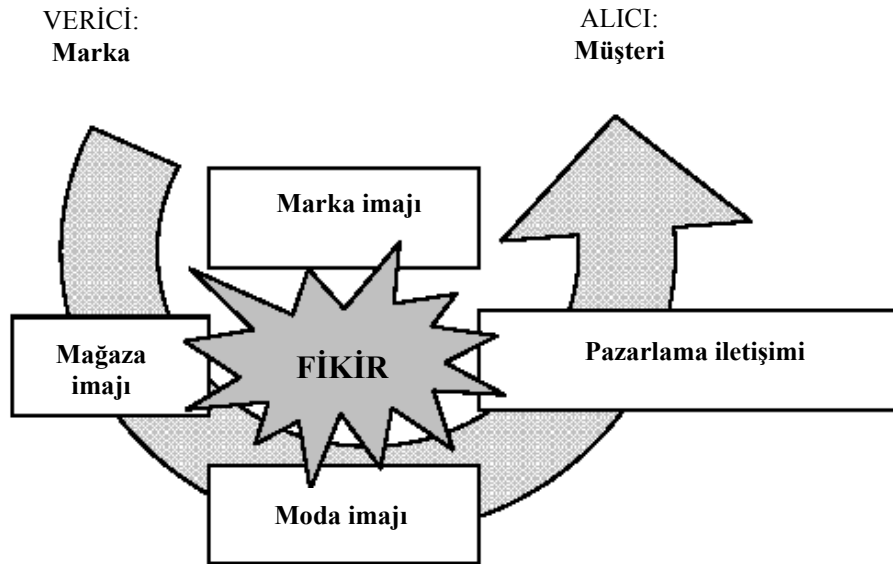 VERİCİ:
Marka
ALICI:
Müşteri
Marka imajı
Mağaza
imajı
FİKİR
Pazarlama iletişimi
Moda imajı